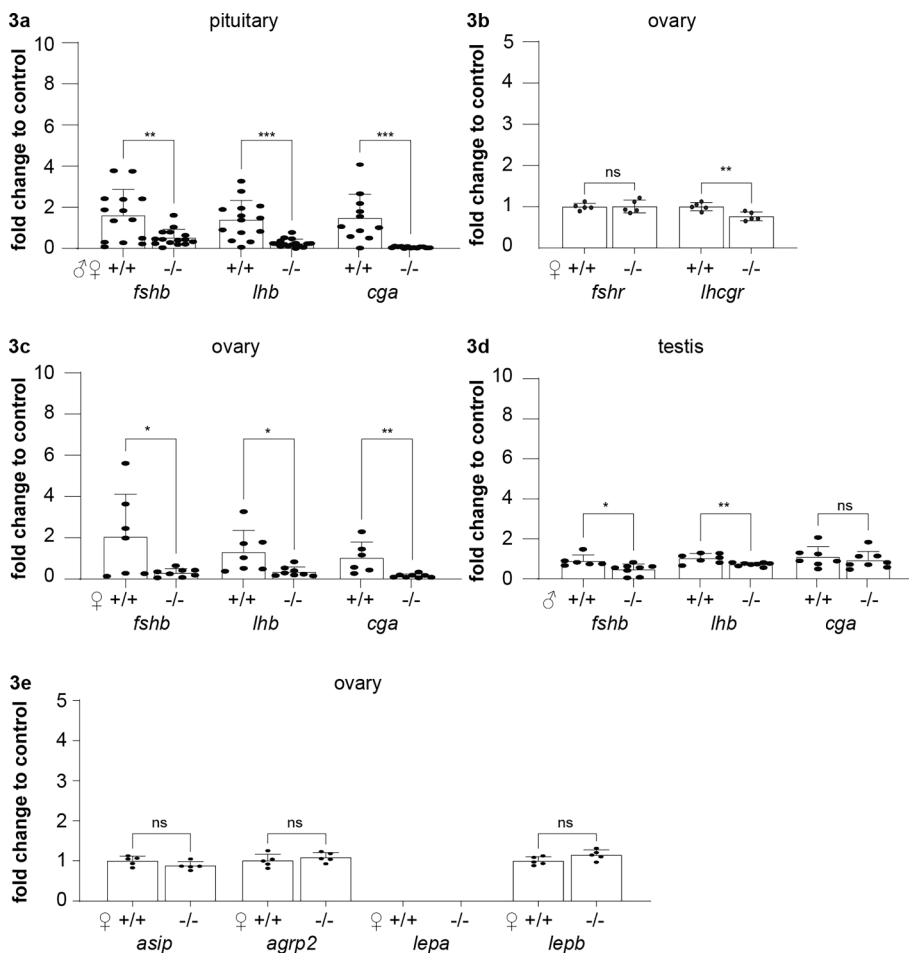 3a pituitary
fold change to control
10
8
6
4
2
0
** *** ***
♂♀ +/+ -/- +/+ -/- +/+ -/-
fshb lhb cga
3b ovary
fold change to control
5
4
3
2
1
0
ns **
♀ +/+ -/- +/+ -/-
fshr lhcgr
3c ovary
fold change to control
10
8
6
4
2
0
* * **
♀ +/+ -/- +/+ -/- +/+ -/-
fshb lhb cga
3d testis
fold change to control
10
8
6
4
2
0
* ** ns
♂ +/+ -/- +/+ -/- +/+ -/-
fshb lhb cga
3e ovary
fold change to control
5
4
3
2
1
0
ns ns ns
♀ +/+ -/- ♀ +/+ -/- ♀ +/+ -/- ♀ +/+ -/-
asip agrp2 lepa lepb